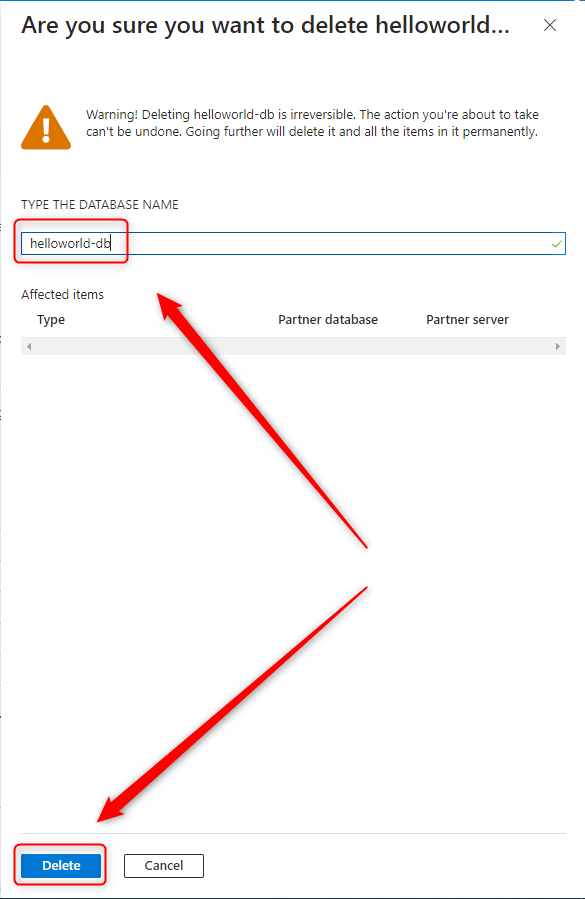 Are you sure you want to delete helloworld...
Warning! Deleting helloworld-db is irreversible. The action you're about to take
can't be undone. Going further will delete it and all the items in it permanently.
TYPE THE DATABASE NAME
helloworld-db
Affected items
Type Partner database Partner server
Delete Cancel